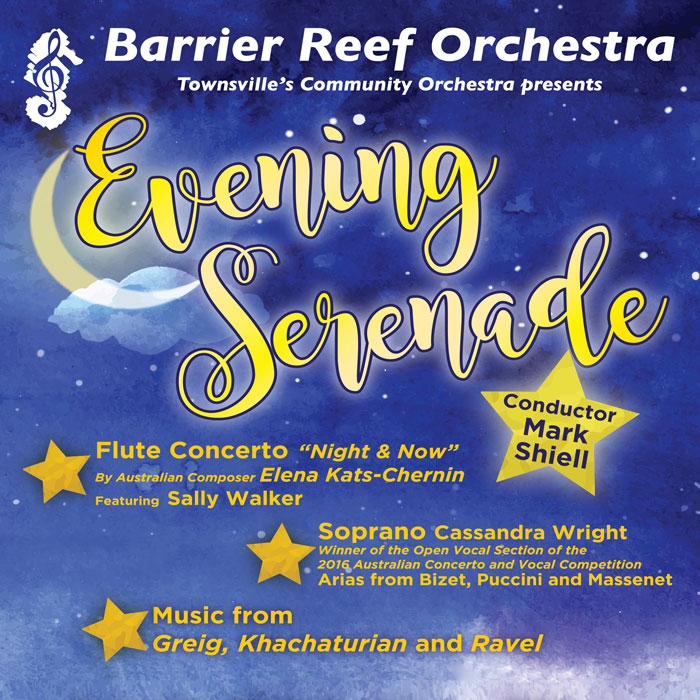 Barrier Reef Orchestra
Townsville's Community Orchestra presents
Evening
Serenade
Conductor
Mark
Shiell
Flute Concerto "Night & Now"
By Australian Composer Elena Kats-Chernin
Featuring Sally Walker
Soprano Cassandra Wright
Winner of the Open Vocal Section of the
2016 Australian Concerto and Vocal Competition
Arias from Bizet, Puccini and Massenet
Music from
Greig, Khachaturian and Ravel